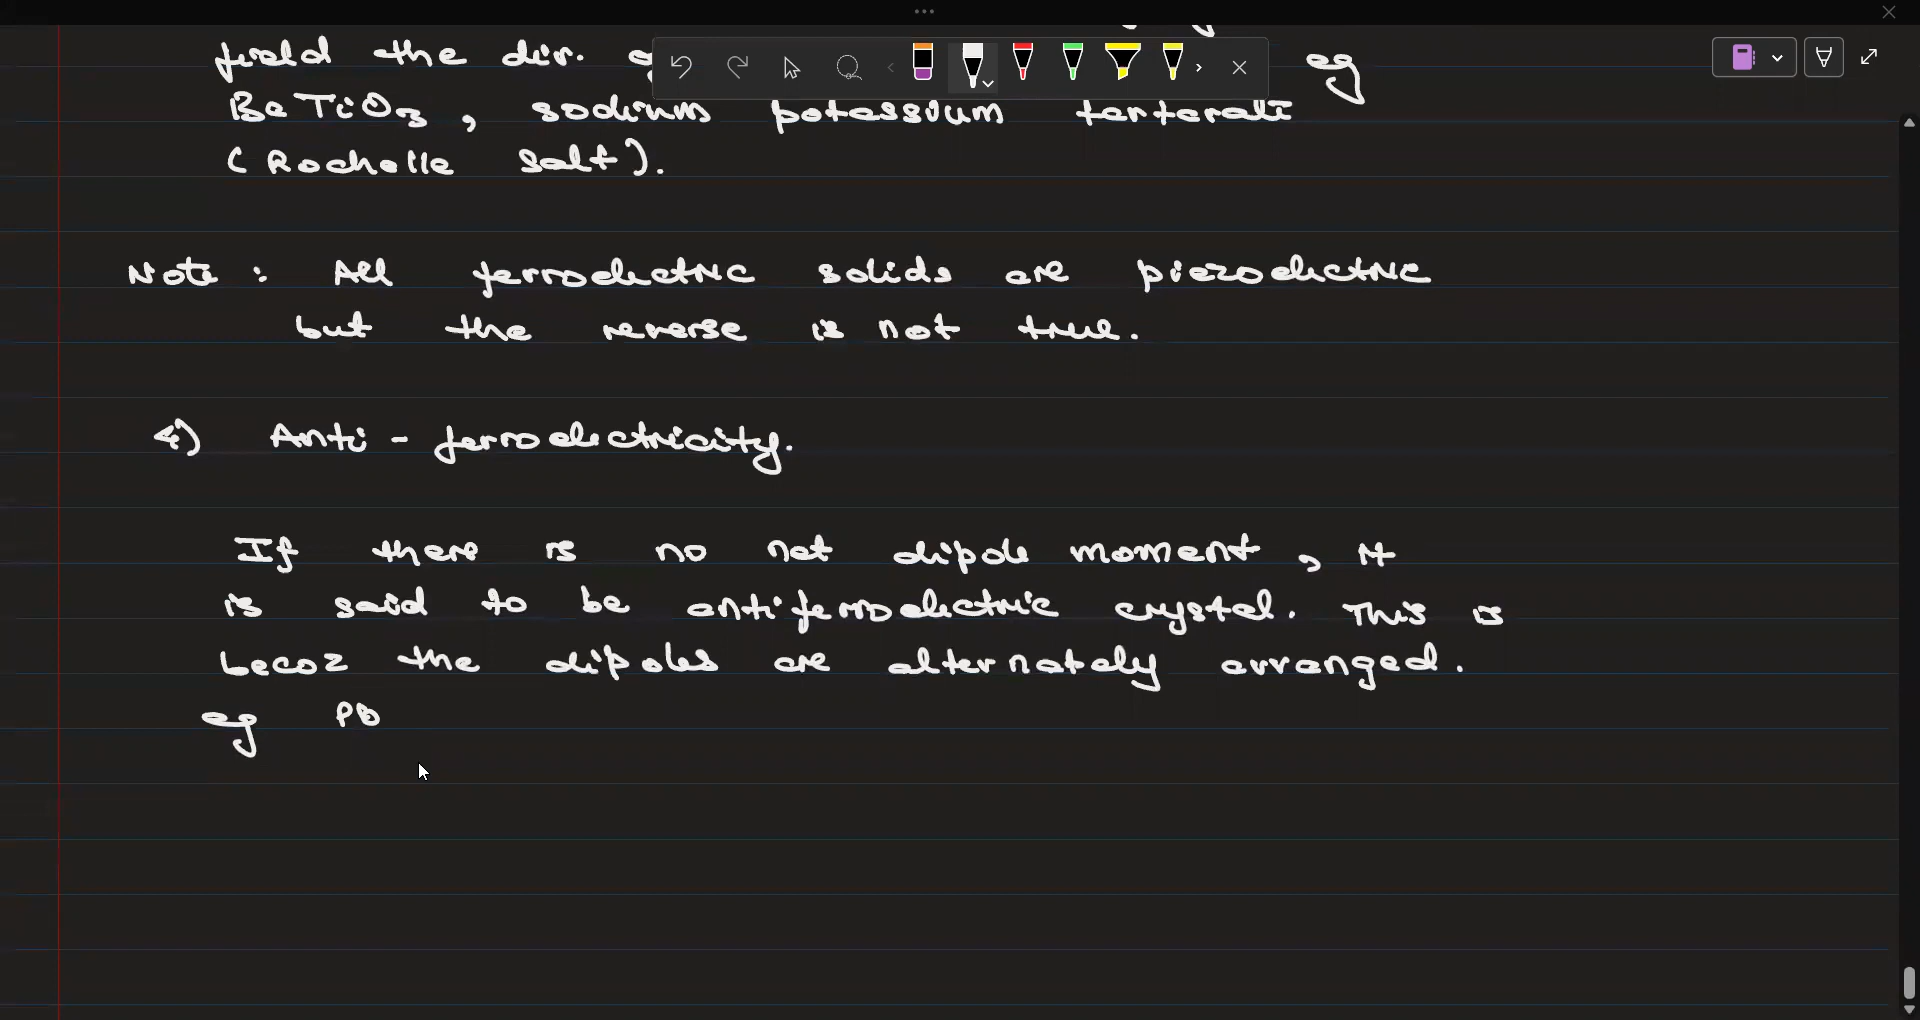 field the dir. eg
BaTiO3, sodium potassium tartarate
(Rochelle salt).
Note : All ferroelectric solids are piezoelectric
but the reverse is not true.
4) Anti - ferroelectricity.
If there is no net dipole moment, it
is said to be antiferroelectric crystal. This is
becoz the dipoles are alternately arranged.
eg Pb